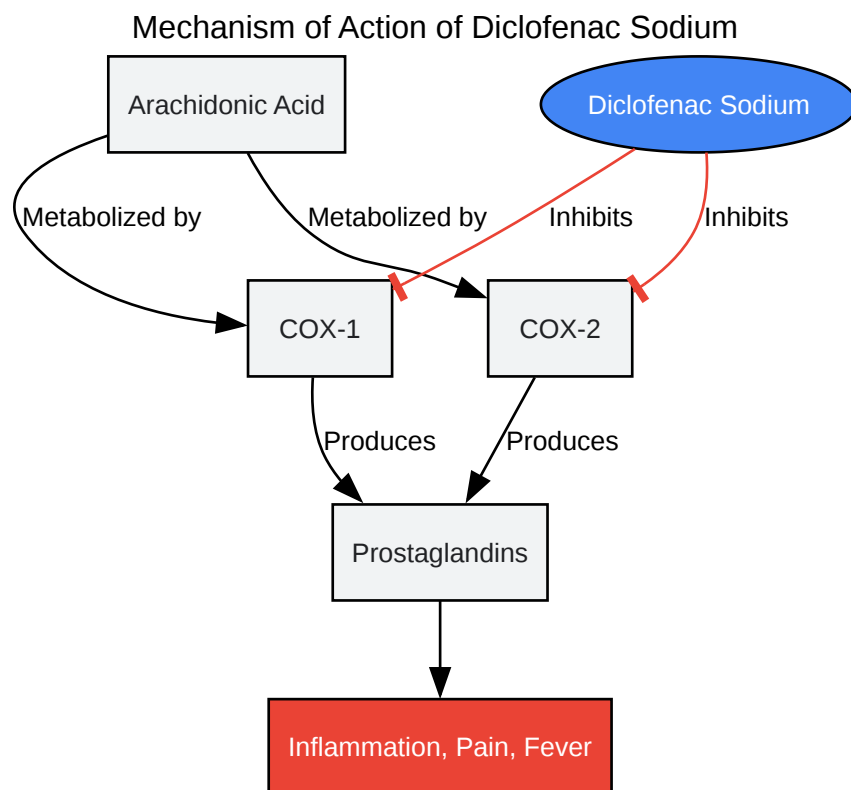 Mechanism of Action of Diclofenac Sodium
Arachidonic Acid
Diclofenac Sodium
Metabolized by
Metabolized by
Inhibits
Inhibits
COX-1
COX-2
Produces
Produces
Prostaglandins
Inflammation, Pain, Fever